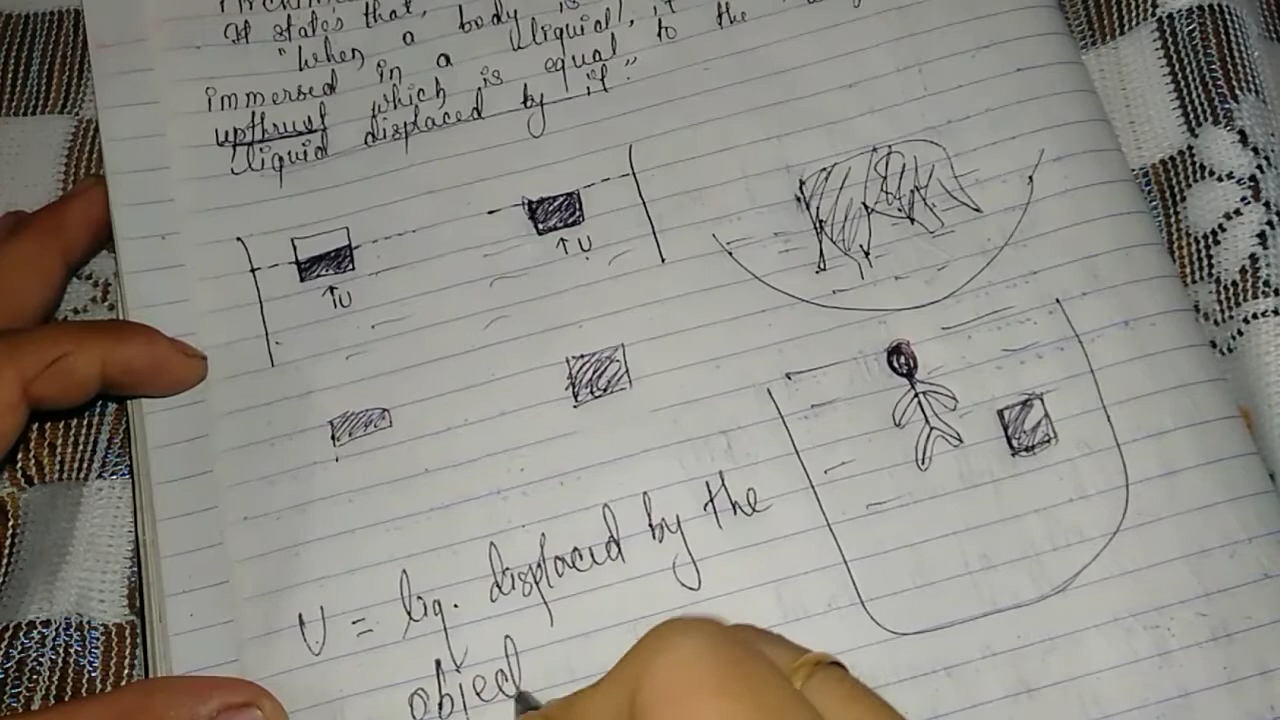 It states that,
"When a body is
immersed in a liquid, it
upthrust which is equal to the
liquid displaced by it."
↑U
↑U
U = liq. displaced by the
object